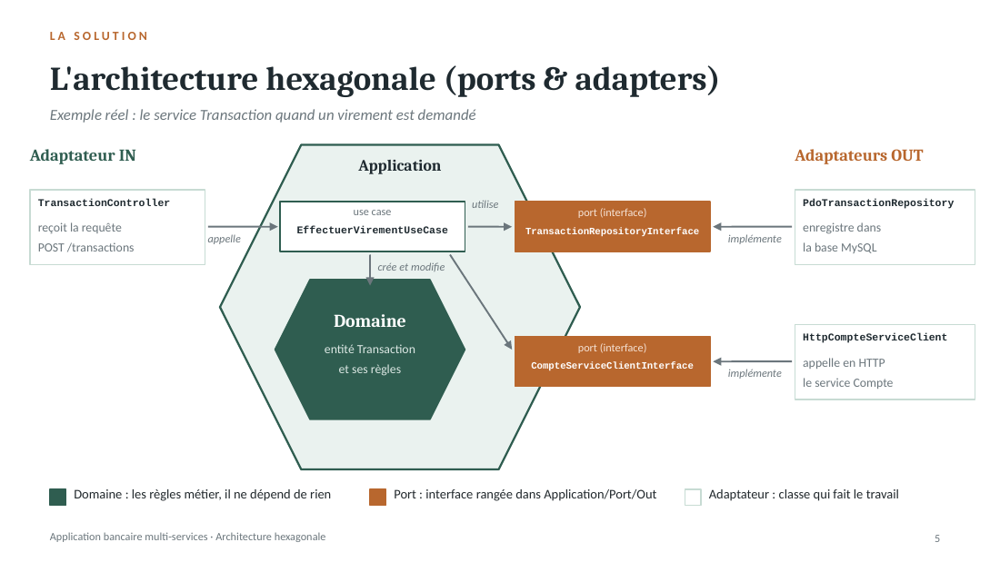 LA SOLUTION
L'architecture hexagonale (ports & adapters)
Exemple réel : le service Transaction quand un virement est demandé
Adaptateur IN
Application
Adaptateurs OUT
TransactionController
reçoit la requête
POST /transactions
appelle
use case
EffectuerVirementUseCase
utilise
port (interface)
TransactionRepositoryInterface
implémente
PdoTransactionRepository
enregistre dans
la base MySQL
crée et modifie
Domaine
entité Transaction
et ses règles
port (interface)
CompteServiceClientInterface
implémente
HttpCompteServiceClient
appelle en HTTP
le service Compte
Domaine : les règles métier, il ne dépend de rien
Port : interface rangée dans Application/Port/Out
Adaptateur : classe qui fait le travail
Application bancaire multi-services · Architecture hexagonale
5